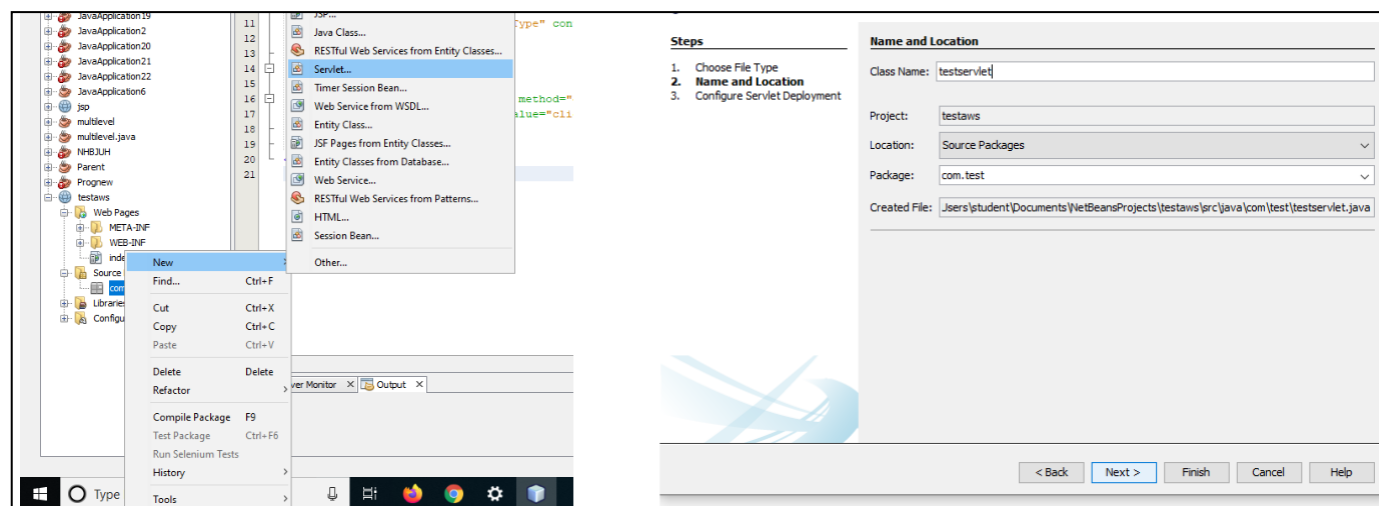 JavaApplication19
JavaApplication2
JavaApplication20
JavaApplication21
JavaApplication22
JavaApplication6
jsp
multilevel
multilevel.java
NHBJUH
Parent
Prognew
testaws
Web Pages
META-INF
WEB-INF
inde
Source
com
Libraries
Configu
11
12
13
14
15
16
17
18
19
20
21
Type" con
method="
alue="cli
JSP...
Java Class...
RESTful Web Services from Entity Classes...
Servlet...
Timer Session Bean...
Web Service from WSDL...
Entity Class...
JSF Pages from Entity Classes...
Entity Classes from Database...
Web Service...
RESTful Web Services from Patterns...
HTML...
Session Bean...
Other...
New
Find... Ctrl+F
Cut Ctrl+X
Copy Ctrl+C
Paste Ctrl+V
Delete Delete
Refactor
Compile Package F9
Test Package Ctrl+F6
Run Selenium Tests
History
Tools
ver Monitor Output
Type
Steps
1. Choose File Type
2. Name and Location
3. Configure Servlet Deployment
Name and Location
Class Name: testservlet
Project: testaws
Location: Source Packages
Package: com.test
Created File: Jsers\student\Documents\NetBeansProjects\testaws\src\java\com\test\testservlet.java
< Back Next > Finish Cancel Help